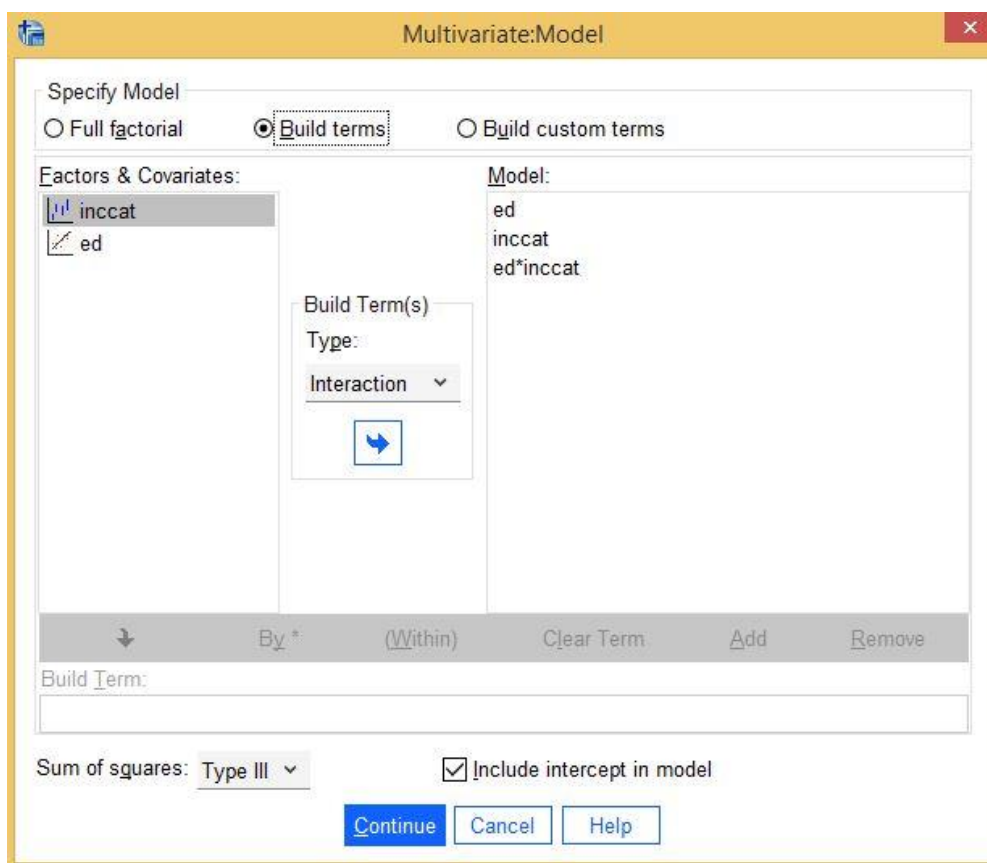 Multivariate:Model
Specify Model
Full factorial Build terms Build custom terms
Factors & Covariates:
inccat
ed
Build Term(s)
Type:
Interaction
Model:
ed
inccat
ed*inccat
By * (Within) Clear Term Add Remove
Build Term:
Sum of squares: Type III Include intercept in model
Continue Cancel Help